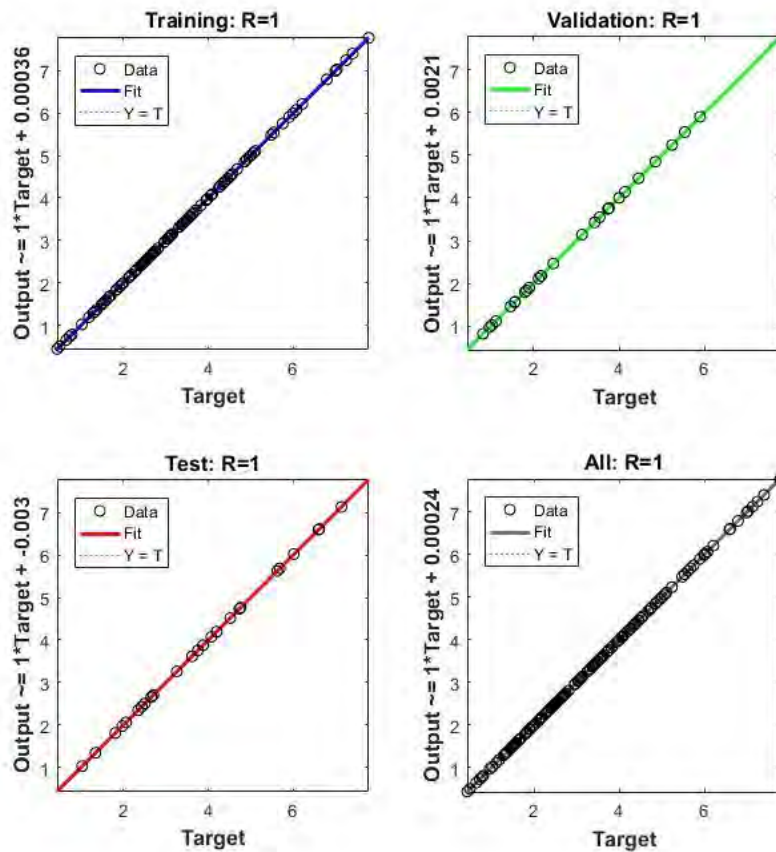 Training: R=1
Output ~= 1*Target + 0.00036
7
6
5
4
3
2
1
Data
Fit
Y = T
2
4
6
Target
Validation: R=1
Output ~= 1*Target + 0.0021
7
6
5
4
3
2
1
Data
Fit
Y = T
2
4
6
Target
Test: R=1
Output ~= 1*Target + -0.003
7
6
5
4
3
2
1
Data
Fit
Y = T
2
4
6
Target
All: R=1
Output ~= 1*Target + 0.00024
7
6
5
4
3
2
1
Data
Fit
Y = T
2
4
6
Target